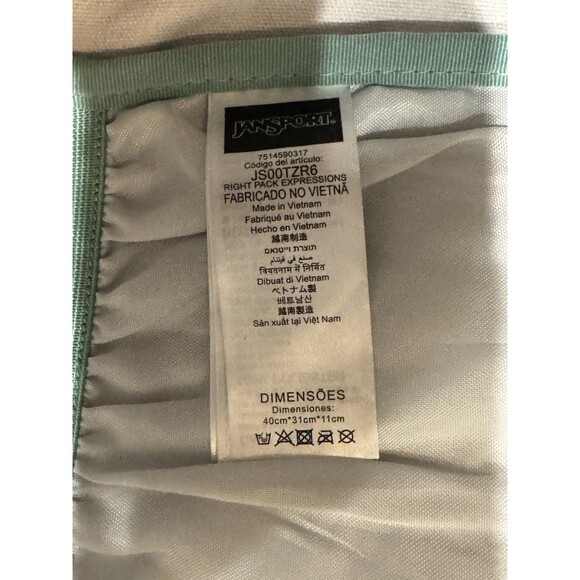 JANSPORT
7514590317
Código del artículo:
JS00TZR6
RIGHT PACK EXPRESSIONS
FABRICADO NO VIETNÃ
Made in Vietnam
Fabriqué au Vietnam
Hecho en Vietnam
越南制造
תוצרת וייטנאם
صنع في فيتنام
वियतनाम में निर्मित
Dibuat di Vietnam
ベトナム製
베트남산
越南製造
Sản xuất tại Việt Nam
DIMENSÕES
Dimensiones:
40cm*31cm*11cm